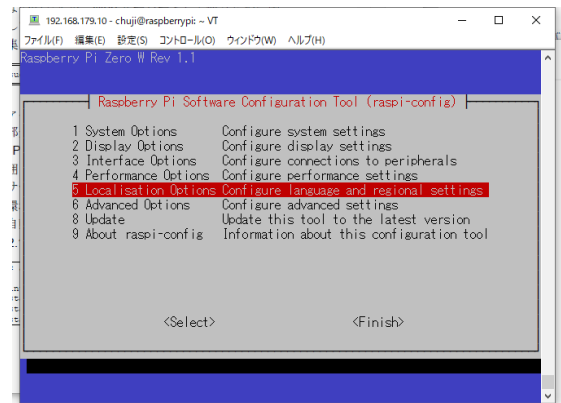 192.168.179.10 - chuji@raspberrypi: ~ VT
ファイル(F) 編集(E) 設定(S) コントロール(O) ウィンドウ(W) ヘルプ(H)
Raspberry Pi Zero W Rev 1.1
Raspberry Pi Software Configuration Tool (raspi-config)
1 System Options Configure system settings
2 Display Options Configure display settings
3 Interface Options Configure connections to peripherals
4 Performance Options Configure performance settings
5 Localisation Options Configure language and regional settings
6 Advanced Options Configure advanced settings
8 Update Update this tool to the latest version
9 About raspi-config Information about this configuration tool
<Select> <Finish>